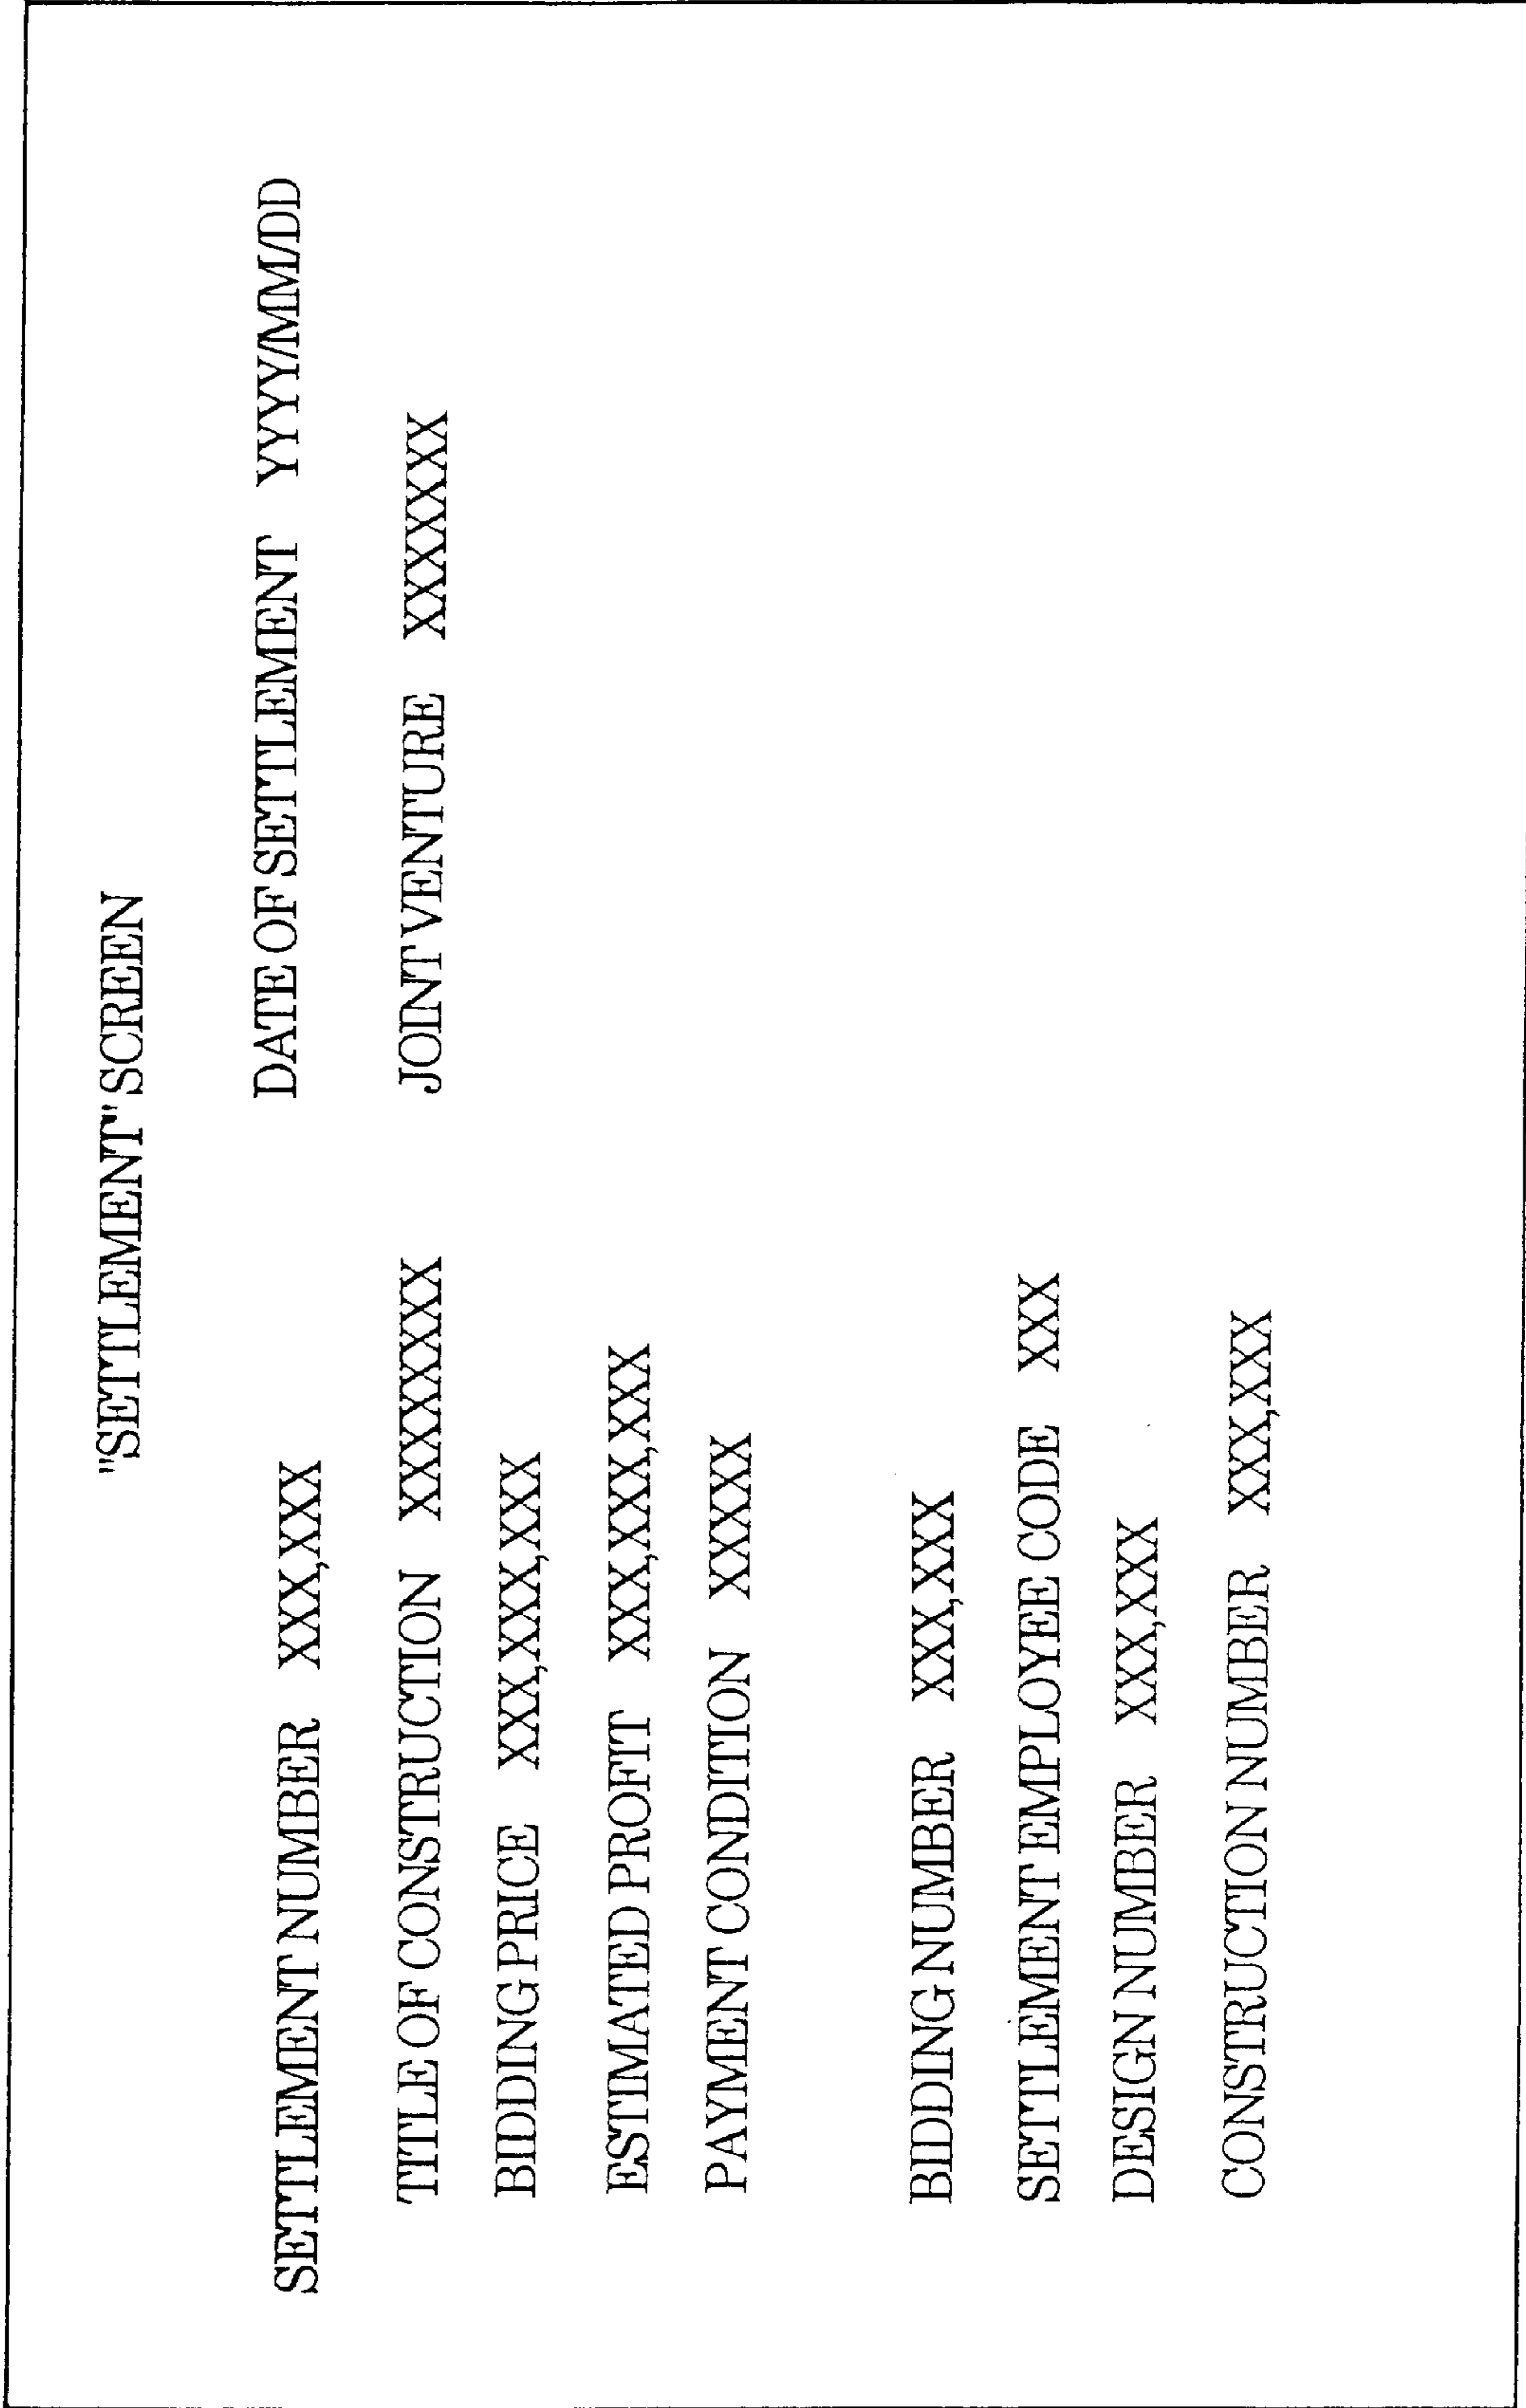 "SETTLEMENT" SCREEN
SETTLEMENT NUMBER XXX,XXX DATE OF SETTLEMENT YYYY/MM/DD
TITLE OF CONSTRUCTION XXXXXXXX JOINT VENTURE XXXXXXX
BIDDING PRICE XXX,XXX,XXX
ESTIMATED PROFIT XXX,XXX,XXX
PAYMENT CONDITION XXXXX
BIDDING NUMBER XXX,XXX
SETTLEMENT EMPLOYEE CODE XXX
DESIGN NUMBER XXX,XXX
CONSTRUCTION NUMBER XXX,XXX